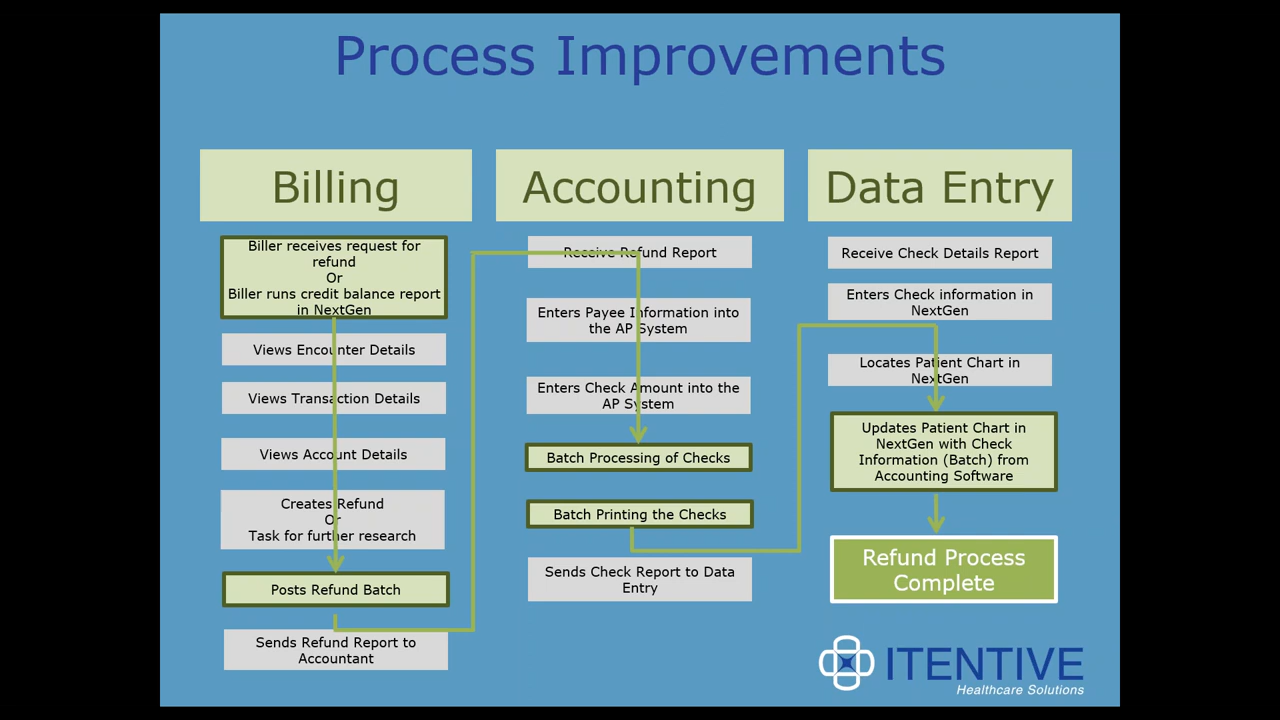 Process Improvements
Billing
Accounting
Data Entry
Biller receives request for
refund
Or
Biller runs credit balance report
in NextGen
Views Encounter Details
Views Transaction Details
Views Account Details
Creates Refund
Or
Task for further research
Posts Refund Batch
Sends Refund Report to
Accountant
Receive Refund Report
Enters Payee Information into
the AP System
Enters Check Amount into the
AP System
Batch Processing of Checks
Batch Printing the Checks
Sends Check Report to Data
Entry
Receive Check Details Report
Enters Check information in
NextGen
Locates Patient Chart in
NextGen
Updates Patient Chart in
NextGen with Check
Information (Batch) from
Accounting Software
Refund Process
Complete
ITENTIVE
Healthcare Solutions